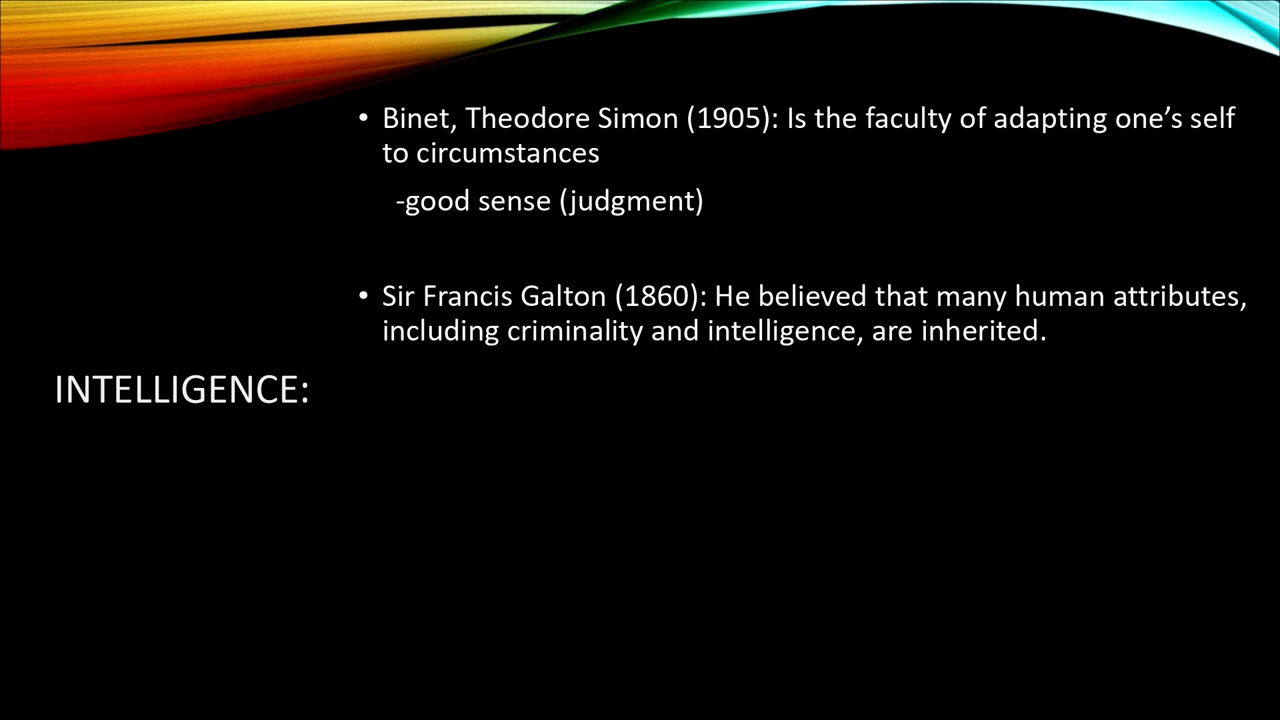 • Binet, Theodore Simon (1905): Is the faculty of adapting one’s self
to circumstances
-good sense (judgment)
• Sir Francis Galton (1860): He believed that many human attributes,
including criminality and intelligence, are inherited.
INTELLIGENCE: